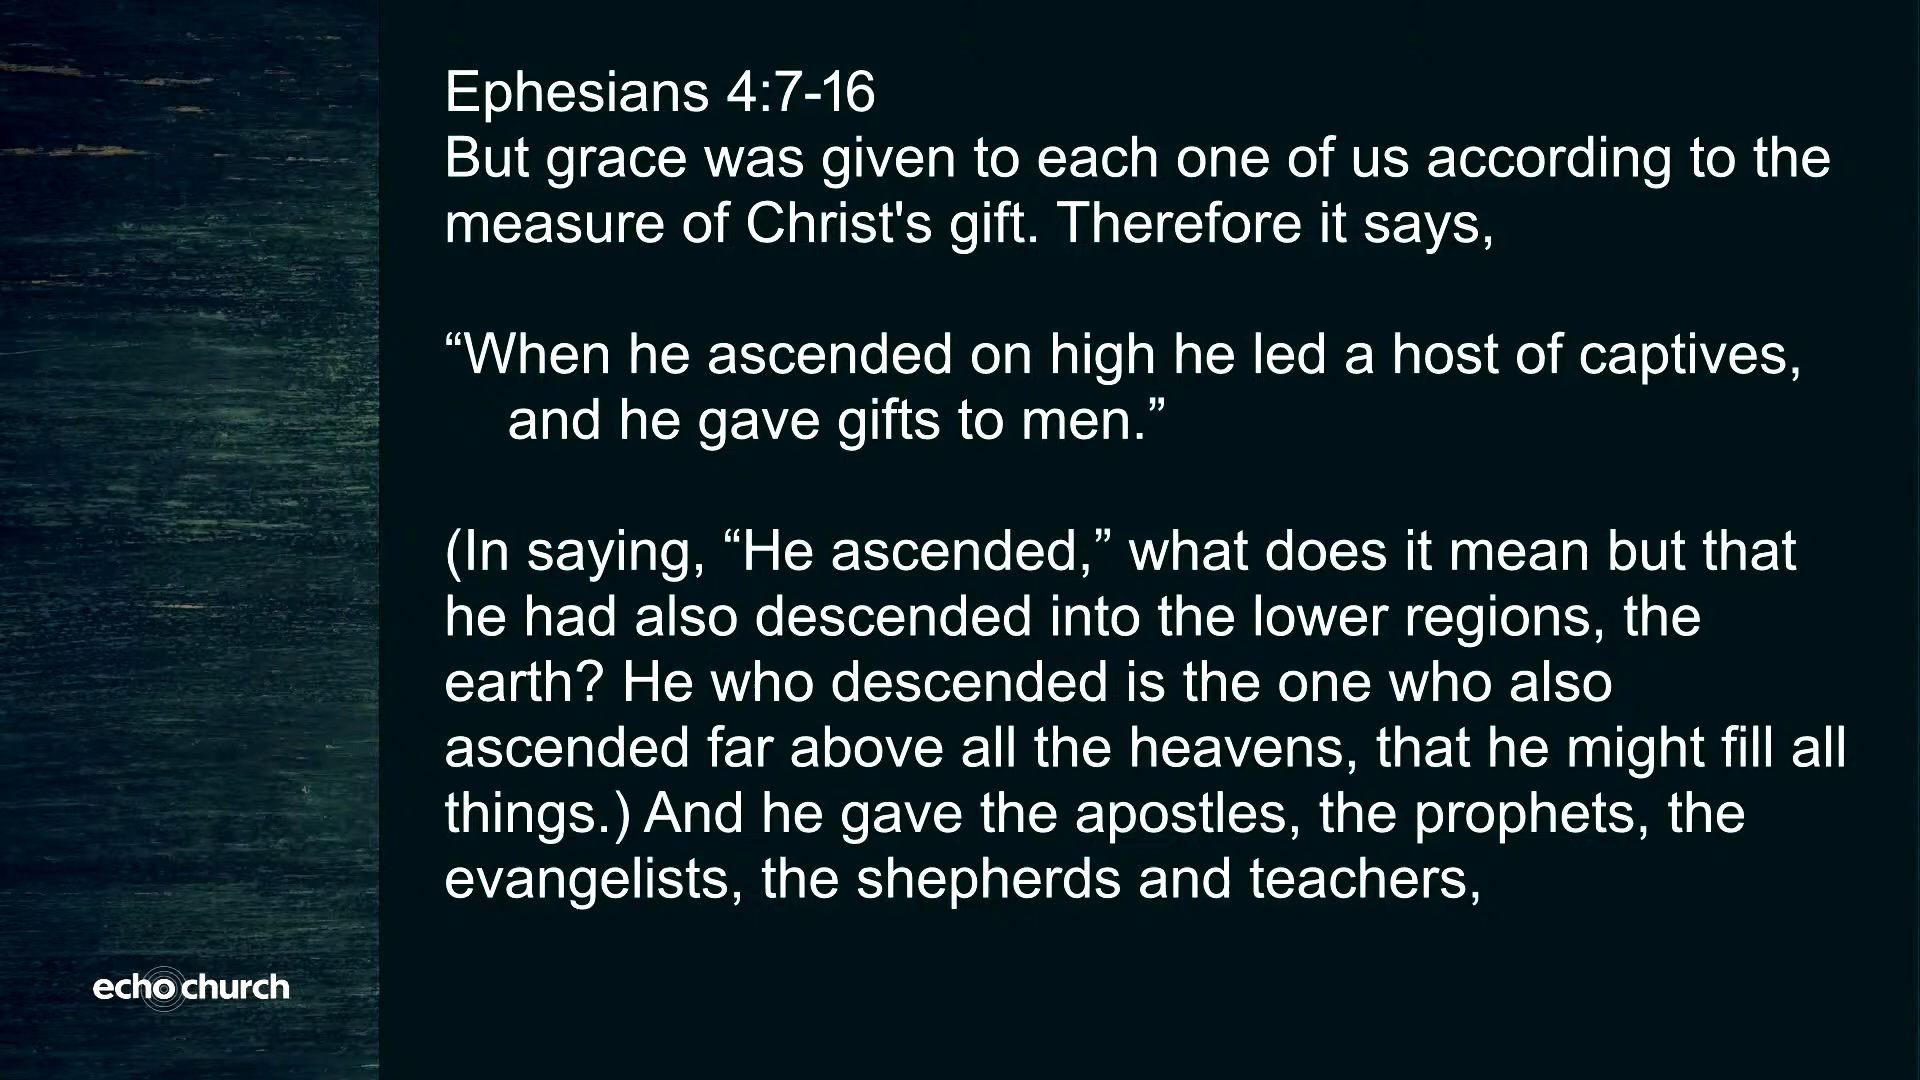 Ephesians 4:7-16
But grace was given to each one of us according to the
measure of Christ's gift. Therefore it says,
“When he ascended on high he led a host of captives,
and he gave gifts to men.”
(In saying, “He ascended,” what does it mean but that
he had also descended into the lower regions, the
earth? He who descended is the one who also
ascended far above all the heavens, that he might fill all
things.) And he gave the apostles, the prophets, the
evangelists, the shepherds and teachers,
echo church